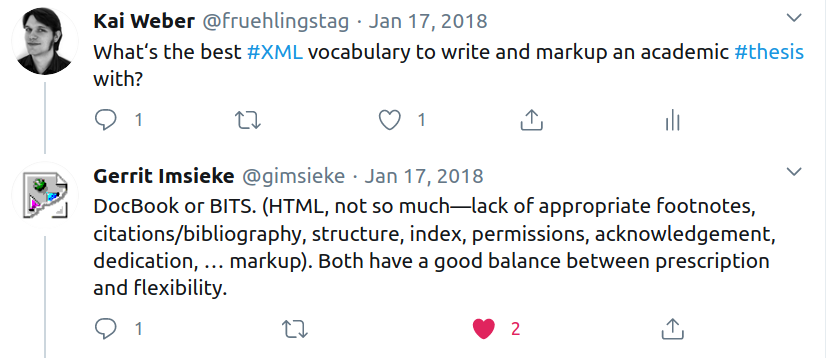 Kai Weber @fruehlingstag · Jan 17, 2018
What‘s the best #XML vocabulary to write and markup an academic #thesis
with?
1 1
Gerrit Imsieke @gimsieke · Jan 17, 2018
DocBook or BITS. (HTML, not so much—lack of appropriate footnotes,
citations/bibliography, structure, index, permissions, acknowledgement,
dedication, … markup). Both have a good balance between prescription
and flexibility.
1 2